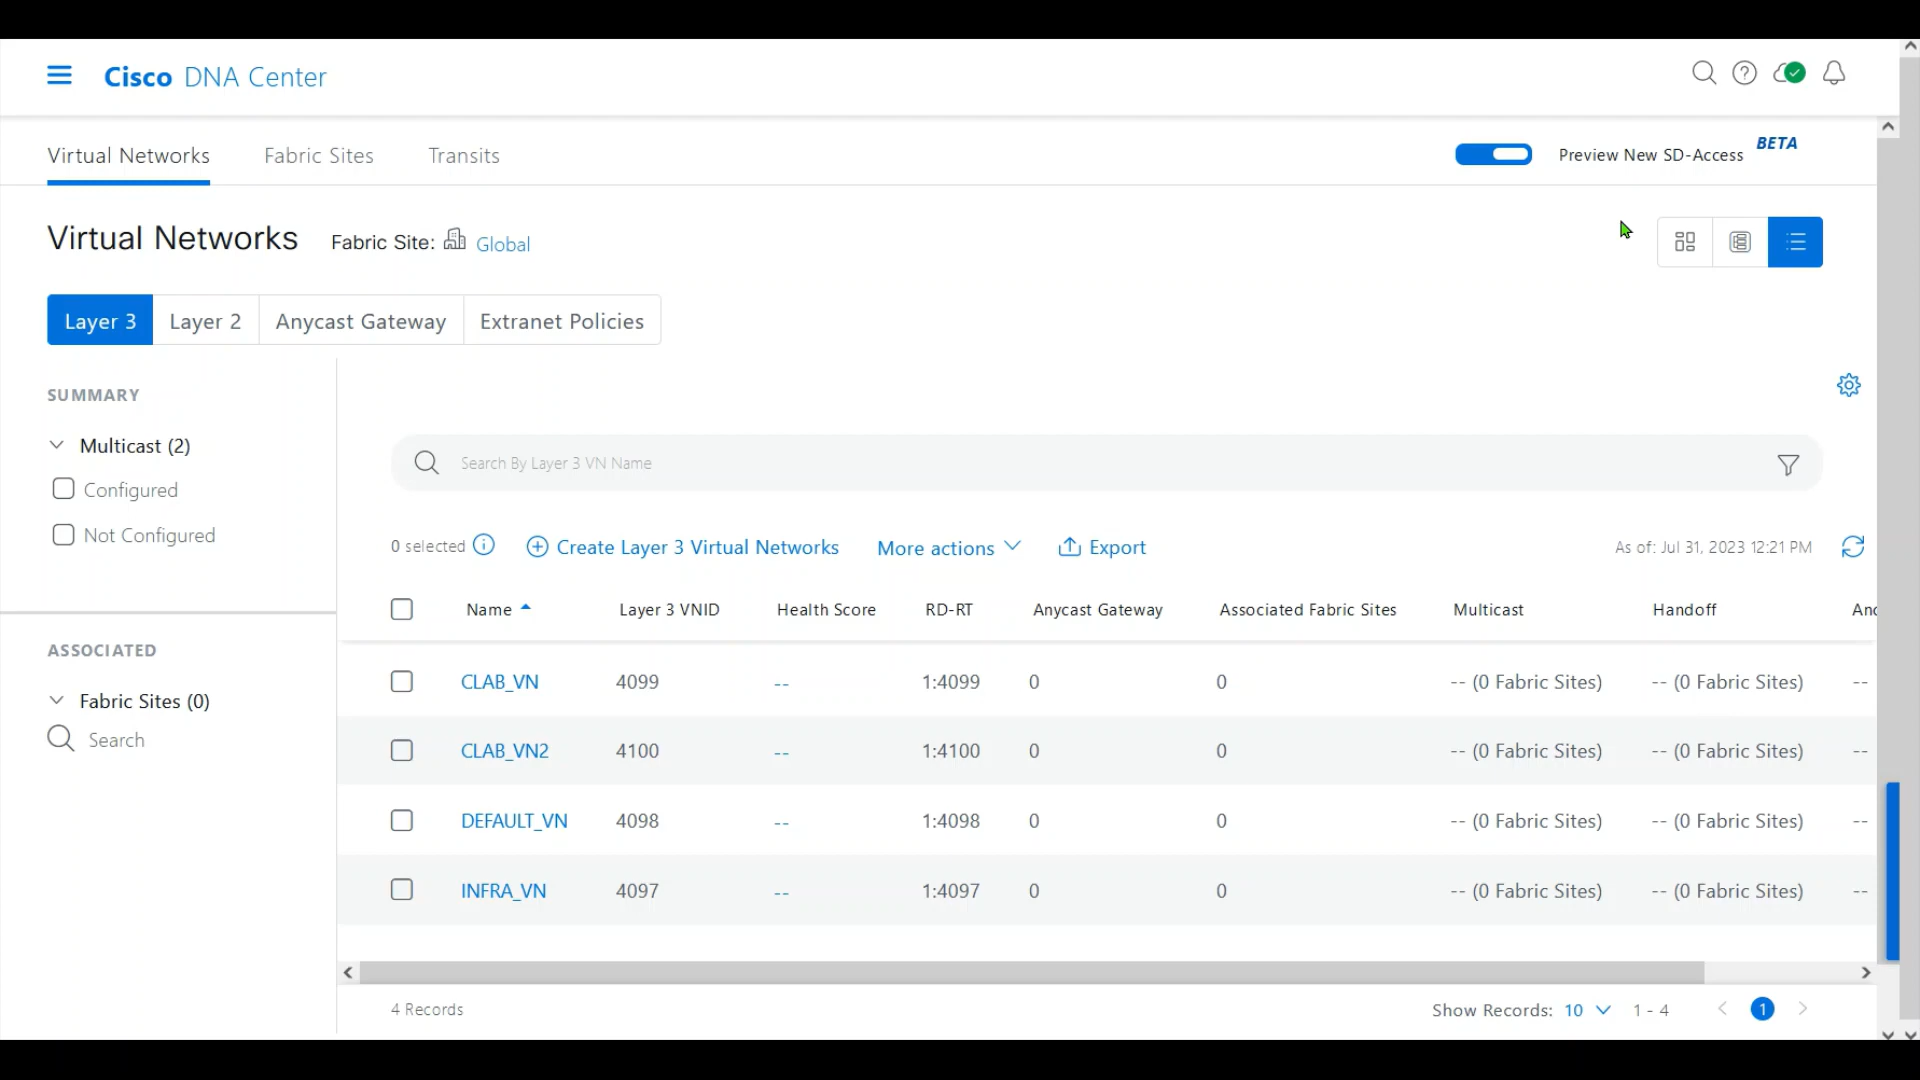 Cisco DNA Center
Virtual Networks Fabric Sites Transits
Preview New SD-Access BETA
Virtual Networks Fabric Site: Global
Layer 3 Layer 2 Anycast Gateway Extranet Policies
SUMMARY
Multicast (2)
Configured
Not Configured
ASSOCIATED
Fabric Sites (0)
Search
Search By Layer 3 VN Name
0 selected Create Layer 3 Virtual Networks More actions Export As of: Jul 31, 2023 12:21 PM
Name Layer 3 VNID Health Score RD-RT Anycast Gateway Associated Fabric Sites Multicast Handoff Anc
CLAB_VN 4099 -- 1:4099 0 0 -- (0 Fabric Sites) -- (0 Fabric Sites) --
CLAB_VN2 4100 -- 1:4100 0 0 -- (0 Fabric Sites) -- (0 Fabric Sites) --
DEFAULT_VN 4098 -- 1:4098 0 0 -- (0 Fabric Sites) -- (0 Fabric Sites) --
INFRA_VN 4097 -- 1:4097 0 0 -- (0 Fabric Sites) -- (0 Fabric Sites) --
4 Records Show Records: 10 1 - 4 1